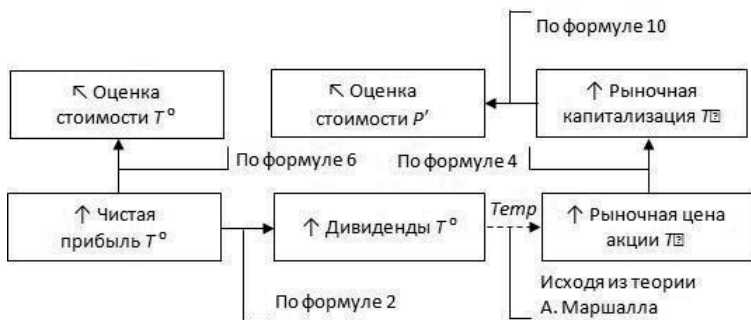 По формуле 10
↖ Оценка
стоимости T°
↖ Оценка
стоимости P′
↑ Рыночная
капитализация T
По формуле 6
По формуле 4
↑ Чистая
прибыль T°
↑ Дивиденды T°
Temp
↑ Рыночная цена
акции T
По формуле 2
Исходя из теории
А. Маршалла